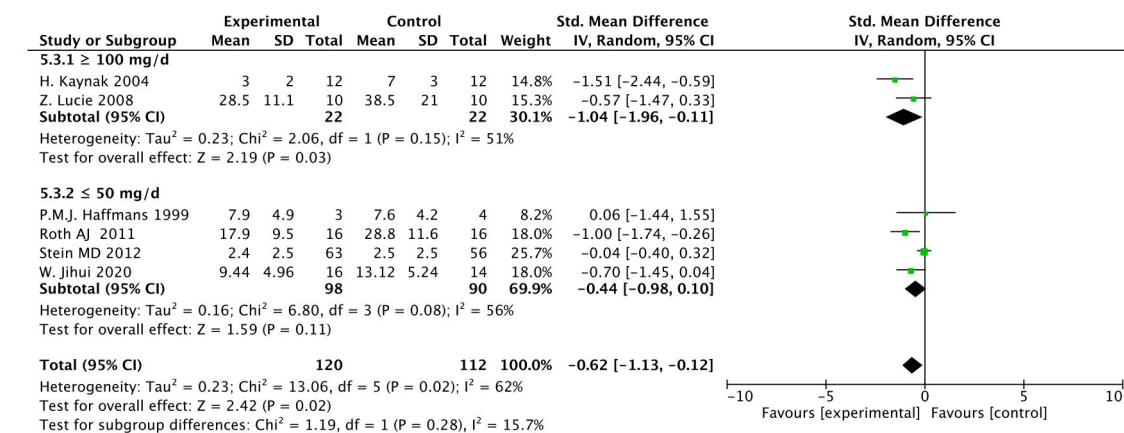 Experimental Control Std. Mean Difference Std. Mean Difference
Study or Subgroup Mean SD Total Mean SD Total Weight IV, Random, 95% CI IV, Random, 95% CI
5.3.1 ≥ 100 mg/d
H. Kaynak 2004 3 2 12 7 3 12 14.8% −1.51 [−2.44, −0.59]
Z. Lucie 2008 28.5 11.1 10 38.5 21 10 15.3% −0.57 [−1.47, 0.33]
Subtotal (95% CI) 22 22 30.1% −1.04 [−1.96, −0.11]
Heterogeneity: Tau² = 0.23; Chi² = 2.06, df = 1 (P = 0.15); I² = 51%
Test for overall effect: Z = 2.19 (P = 0.03)
5.3.2 ≤ 50 mg/d
P.M.J. Haffmans 1999 7.9 4.9 3 7.6 4.2 4 8.2% 0.06 [−1.44, 1.55]
Roth AJ 2011 17.9 9.5 16 28.8 11.6 16 18.0% −1.00 [−1.74, −0.26]
Stein MD 2012 2.4 2.5 63 2.5 2.5 56 25.7% −0.04 [−0.40, 0.32]
W. Jihui 2020 9.44 4.96 16 13.12 5.24 14 18.0% −0.70 [−1.45, 0.04]
Subtotal (95% CI) 98 90 69.9% −0.44 [−0.98, 0.10]
Heterogeneity: Tau² = 0.16; Chi² = 6.80, df = 3 (P = 0.08); I² = 56%
Test for overall effect: Z = 1.59 (P = 0.11)
Total (95% CI) 120 112 100.0% −0.62 [−1.13, −0.12]
Heterogeneity: Tau² = 0.23; Chi² = 13.06, df = 5 (P = 0.02); I² = 62%
Test for overall effect: Z = 2.42 (P = 0.02)
Test for subgroup differences: Chi² = 1.19, df = 1 (P = 0.28), I² = 15.7%
−10 −5 0 5 10
Favours [experimental] Favours [control]